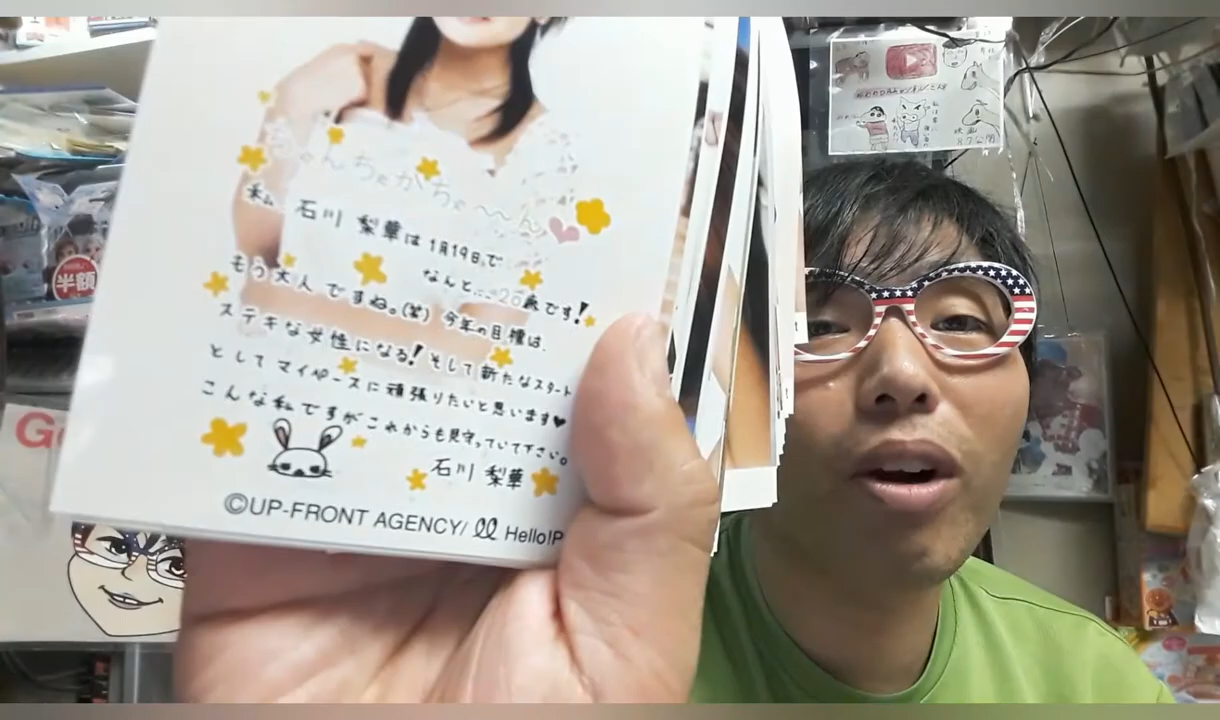 ちゃんちゃかちゃ〜〜ん
私 石川 梨華は1月19日で
なんと...20歳です!
もう大人ですね。(笑) 今年の目標は、
ステキな女性になる! そして新たなスタート
としてマイペースに頑張りたいと思います♥
こんな私ですがこれからも見守っていて下さい。
石川 梨華
©UP-FRONT AGENCY/ Hello!P
半額
G